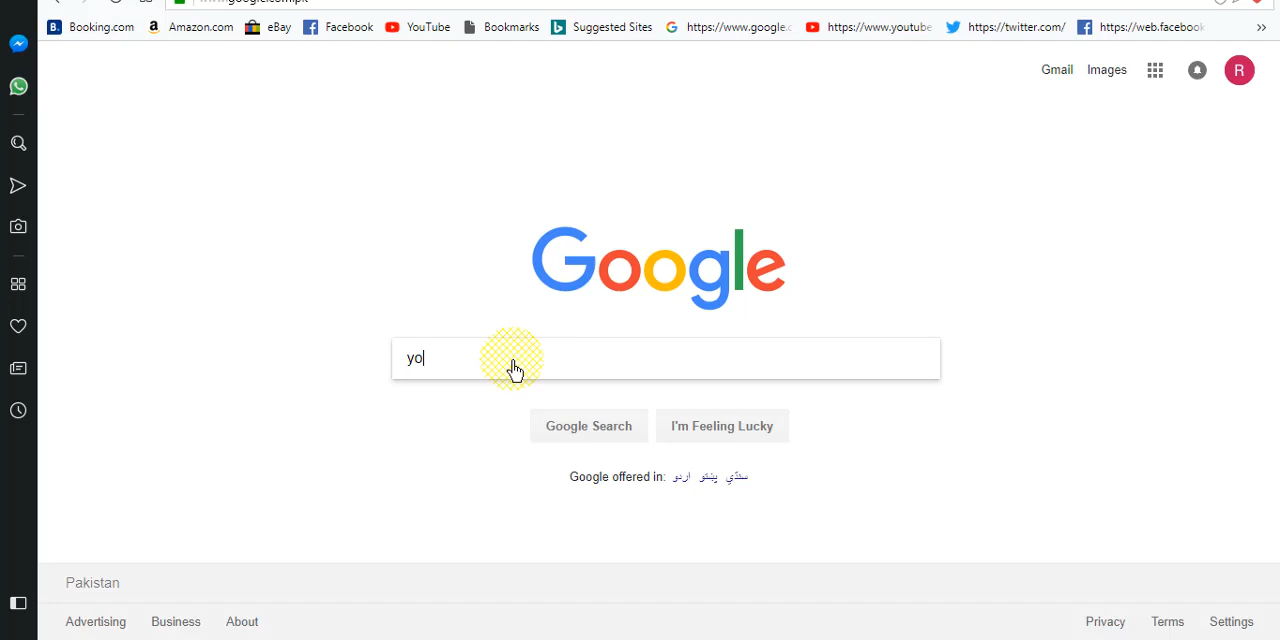 Booking.com Amazon.com eBay Facebook YouTube Bookmarks Suggested Sites https://www.google.c https://www.youtube https://twitter.com/ https://web.facebook
Gmail Images R
Google
yo
Google Search I'm Feeling Lucky
Google offered in: اردو پښتو سنڌي
Pakistan
Advertising Business About Privacy Terms Settings